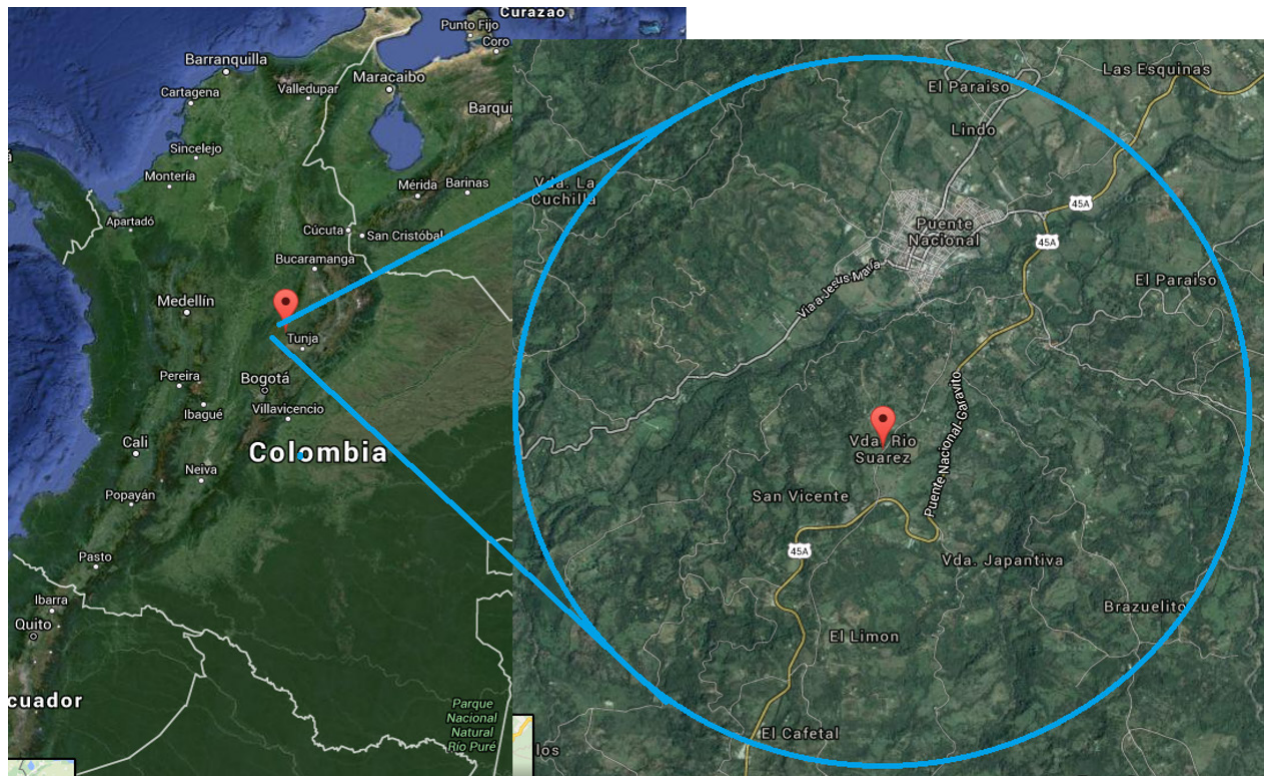 Curazao
Punto Fijo
Coro
Barranquilla
Valledupar
Maracaibo
Cartagena
Barqui
Sincelejo
Montería
Mérida
Barinas
Apartadó
Cúcuta
San Cristóbal
Bucaramanga
Medellín
Tunja
Pereira
Bogotá
Ibagué
Villavicencio
Cali
Colombia
Neiva
Popayán
Pasto
Ibarra
Quito
cuador
Parque
Nacional
Natural
Río Puré
Las Esquinas
El Paraiso
Lindo
Vda. La
Cuchilla
45A
Puente
Nacional
45A
Via a Jesus María
El Paraiso
Puente Nacional-Garavito
Vda. Rio
Suarez
San Vicente
45A
Vda. Japantiva
Brazuelito
El Limon
El Cafetal
los